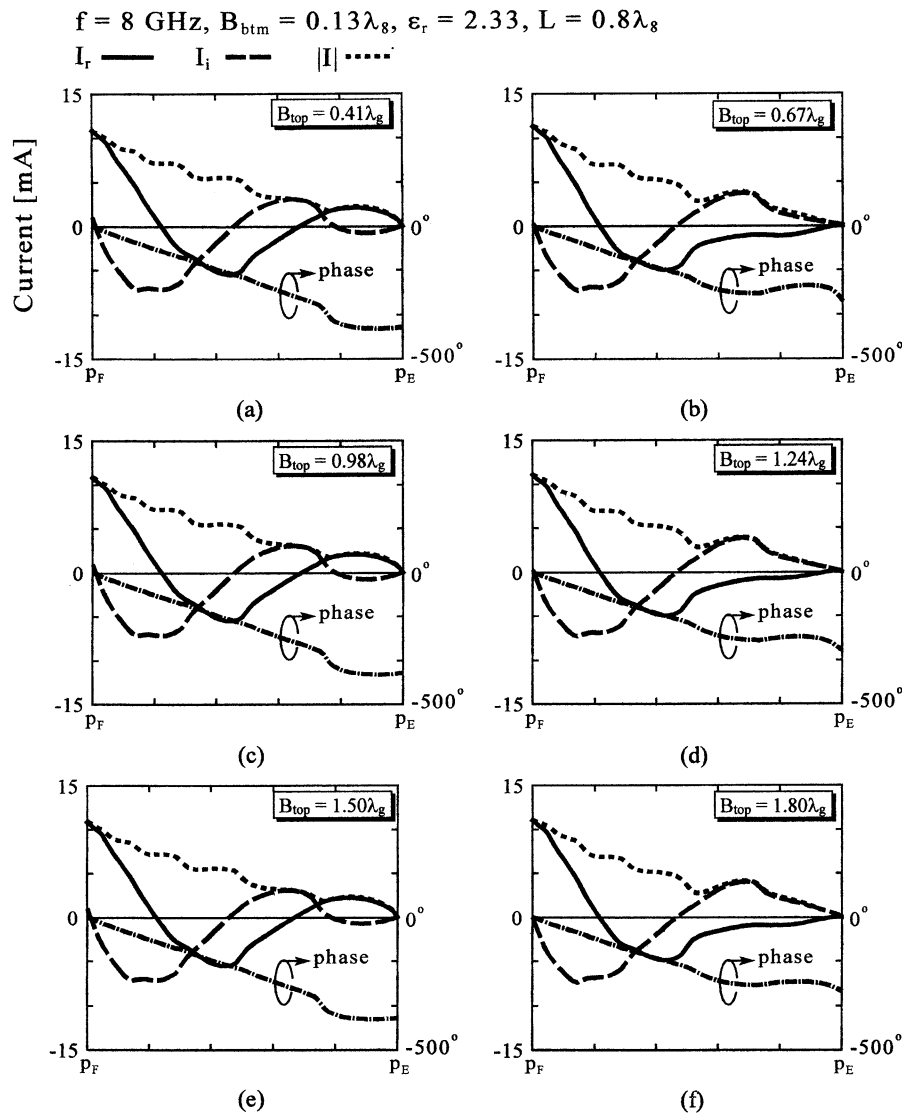 f = 8 GHz, B_btm = 0.13λ₈, ε_r = 2.33, L = 0.8λ₈
I_r I_i |I|
Current [mA]
15
0
-15
B_top = 0.41λ_g
phase
0°
-500°
p_F p_E
(a)
B_top = 0.67λ_g
15
0
-15
phase
0°
-500°
p_F p_E
(b)
B_top = 0.98λ_g
15
0
-15
phase
0°
-500°
p_F p_E
(c)
B_top = 1.24λ_g
15
0
-15
phase
0°
-500°
p_F p_E
(d)
B_top = 1.50λ_g
15
0
-15
phase
0°
-500°
p_F p_E
(e)
B_top = 1.80λ_g
15
0
-15
phase
0°
-500°
p_F p_E
(f)